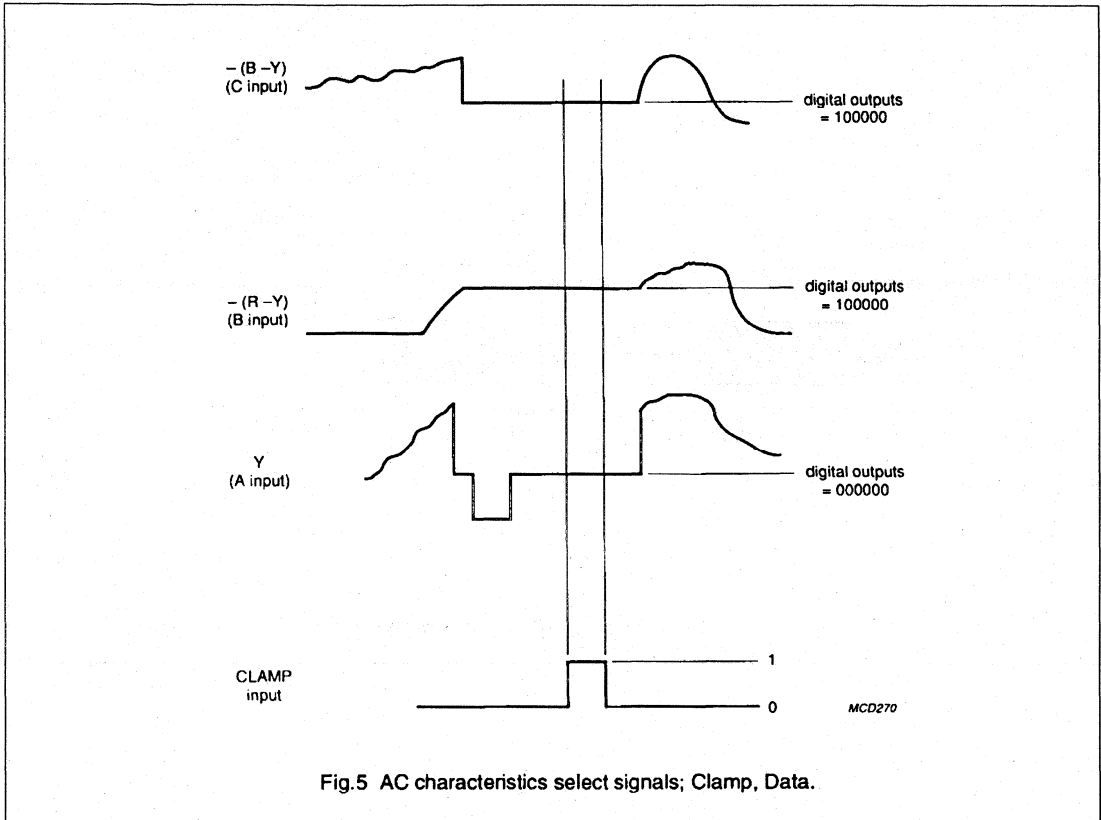 – (B –Y)
(C input)
digital outputs
= 100000
– (R –Y)
(B input)
digital outputs
= 100000
Y
(A input)
digital outputs
= 000000
CLAMP
input
1
0
MCD270
Fig.5 AC characteristics select signals; Clamp, Data.